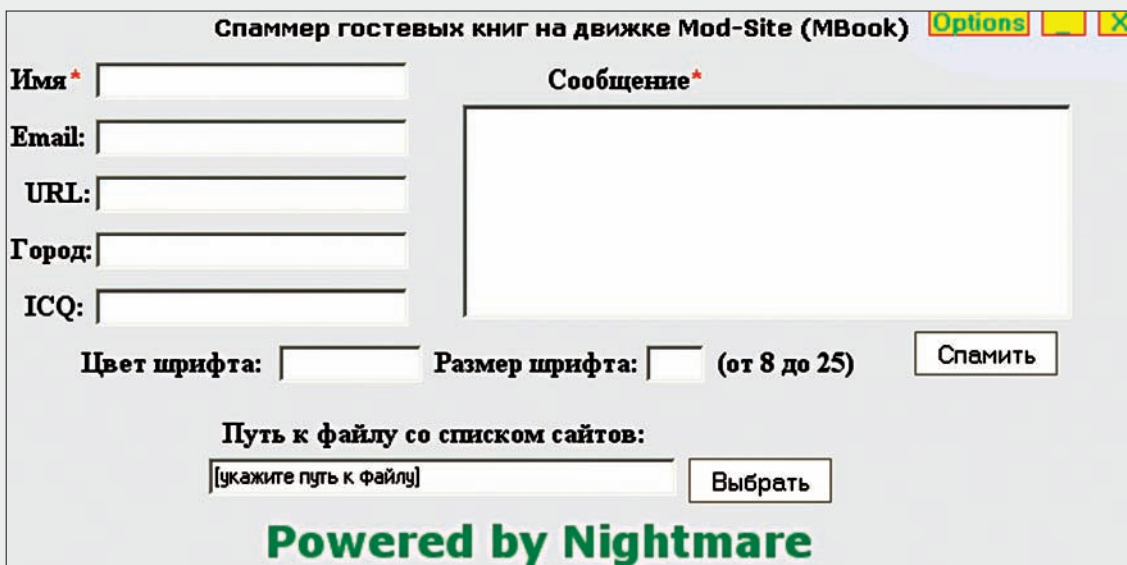 Спаммер гостевых книг на движке Mod-Site (MBook) Options _ X
Имя* Сообщение*
Email:
URL:
Город:
ICQ:
Цвет шрифта: Размер шрифта: (от 8 до 25) Спамить
Путь к файлу со списком сайтов:
[укажите путь к файлу] Выбрать
Powered by Nightmare